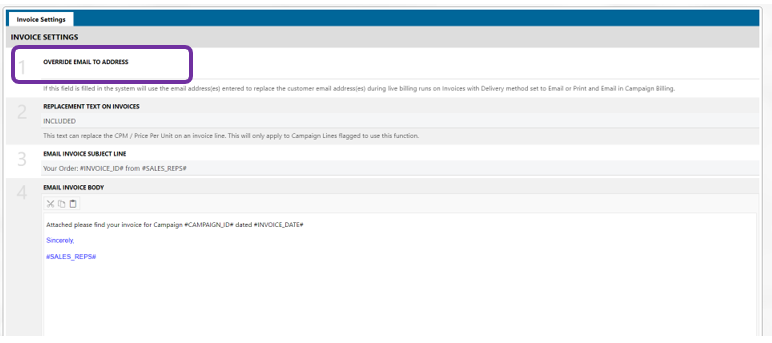 Invoice Settings
INVOICE SETTINGS
1
OVERRIDE EMAIL TO ADDRESS
If this field is filled in the system will use the email address(es) entered to replace the customer email address(es) during live billing runs on Invoices with Delivery method set to Email or Print and Email in Campaign Billing.
2
REPLACEMENT TEXT ON INVOICES
INCLUDED
This text can replace the CPM / Price Per Unit on an invoice line. This will only apply to Campaign Lines flagged to use this function.
3
EMAIL INVOICE SUBJECT LINE
Your Order: #INVOICE_ID# from #SALES_REPS#
4
EMAIL INVOICE BODY
Attached please find your invoice for Campaign #CAMPAIGN_ID# dated #INVOICE_DATE#
Sincerely,
#SALES_REPS#